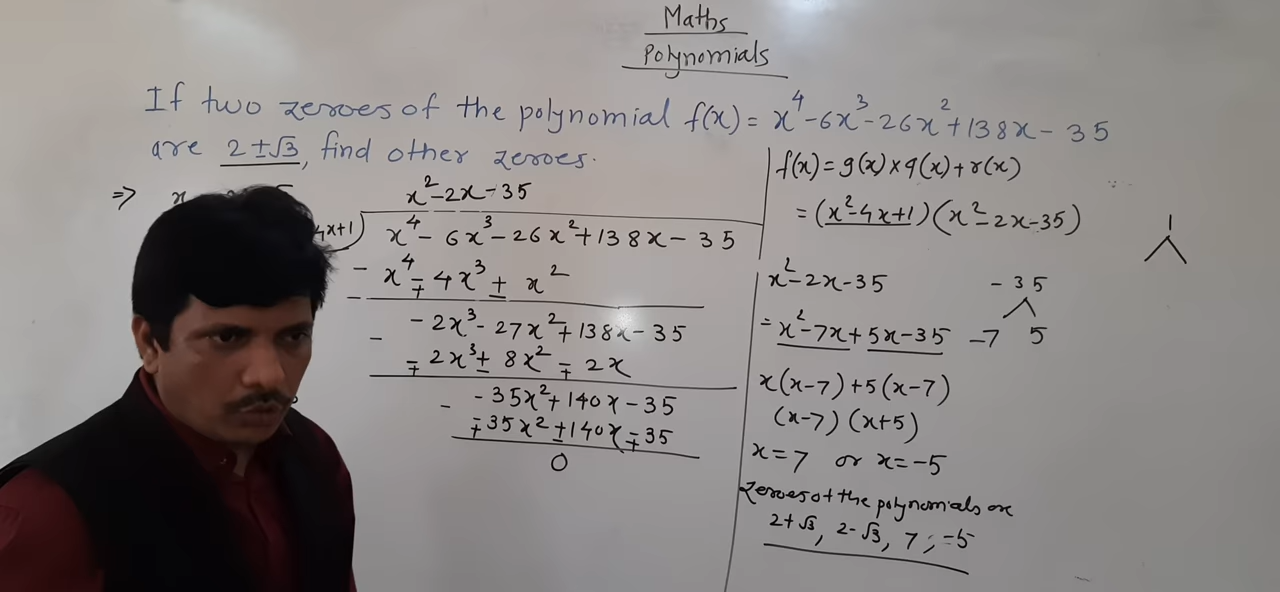 Maths
Polynomials
If two zeroes of the polynomial f(x) = x⁴-6x³-26x²+138x-35
are 2±√3, find other zeroes.
=>
x²-2x-35
4x+1) x⁴-6x³-26x²+138x-35
- x⁴ ∓ 4x³ ± x²
- -2x³-27x²+138x-35
- ∓2x³ ± 8x² ∓ 2x
- -35x²+140x-35
∓35x² ± 140x ∓ 35
0
f(x) = g(x) × q(x) + r(x)
= (x²-4x+1) (x²-2x-35)
x²-2x-35
= x²-7x+5x-35
x(x-7)+5(x-7)
(x-7) (x+5)
x=7 or x=-5
Zeroes of the polynomials are
2+√3, 2-√3, 7, -5
-35
-7 5
1